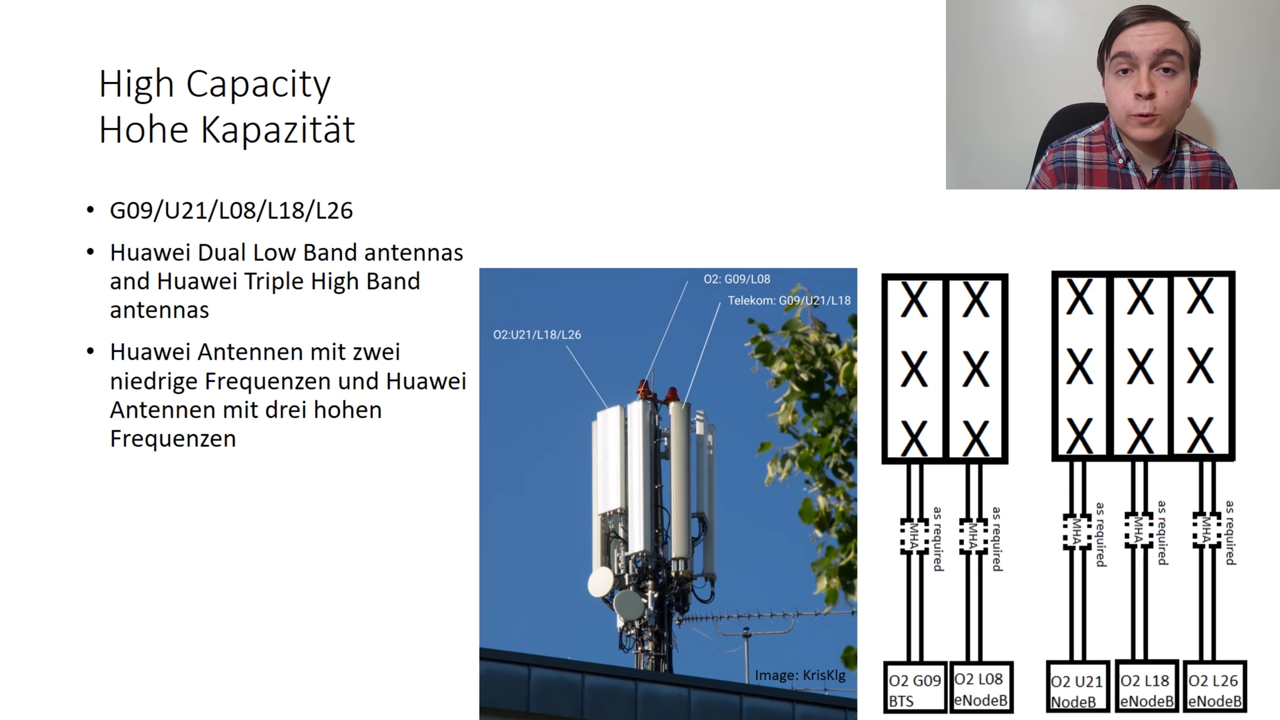 High Capacity
Hohe Kapazität
• G09/U21/L08/L18/L26
• Huawei Dual Low Band antennas
and Huawei Triple High Band
antennas
• Huawei Antennen mit zwei
niedrige Frequenzen und Huawei
Antennen mit drei hohen
Frequenzen
O2: G09/L08
Telekom: G09/U21/L18
O2:U21/L18/L26
Image: KrisKlg
X X
X X
X X
MHA
as required
MHA
as required
O2 G09
BTS
O2 L08
eNodeB
X X X
X X X
X X X
MHA
as required
MHA
as required
MHA
as required
O2 U21
NodeB
O2 L18
eNodeB
O2 L26
eNodeB